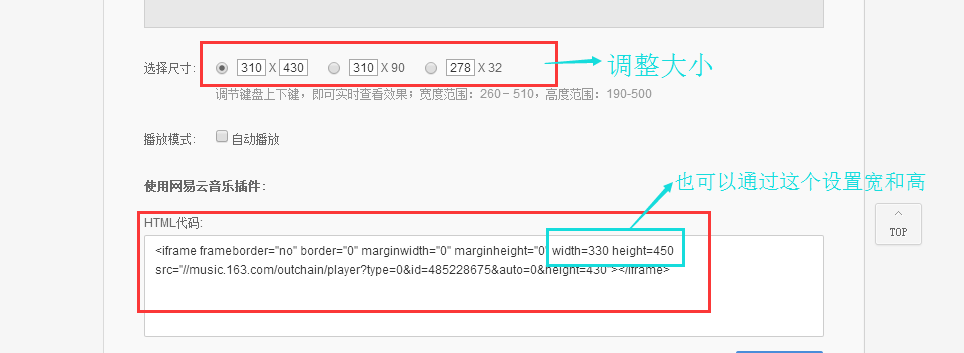 选择尺寸： 310 X 430 310 X 90 278 X 32 调整大小
调节键盘上下键，即可实时查看效果；宽度范围：260－510，高度范围：190-500
播放模式： 自动播放
使用网易云音乐插件：
也可以通过这个设置宽和高
HTML代码:
<iframe frameborder="no" border="0" marginwidth="0" marginheight="0" width=330 height=450
src="//music.163.com/outchain/player?type=0&id=485228675&auto=0&height=430"></iframe>
TOP